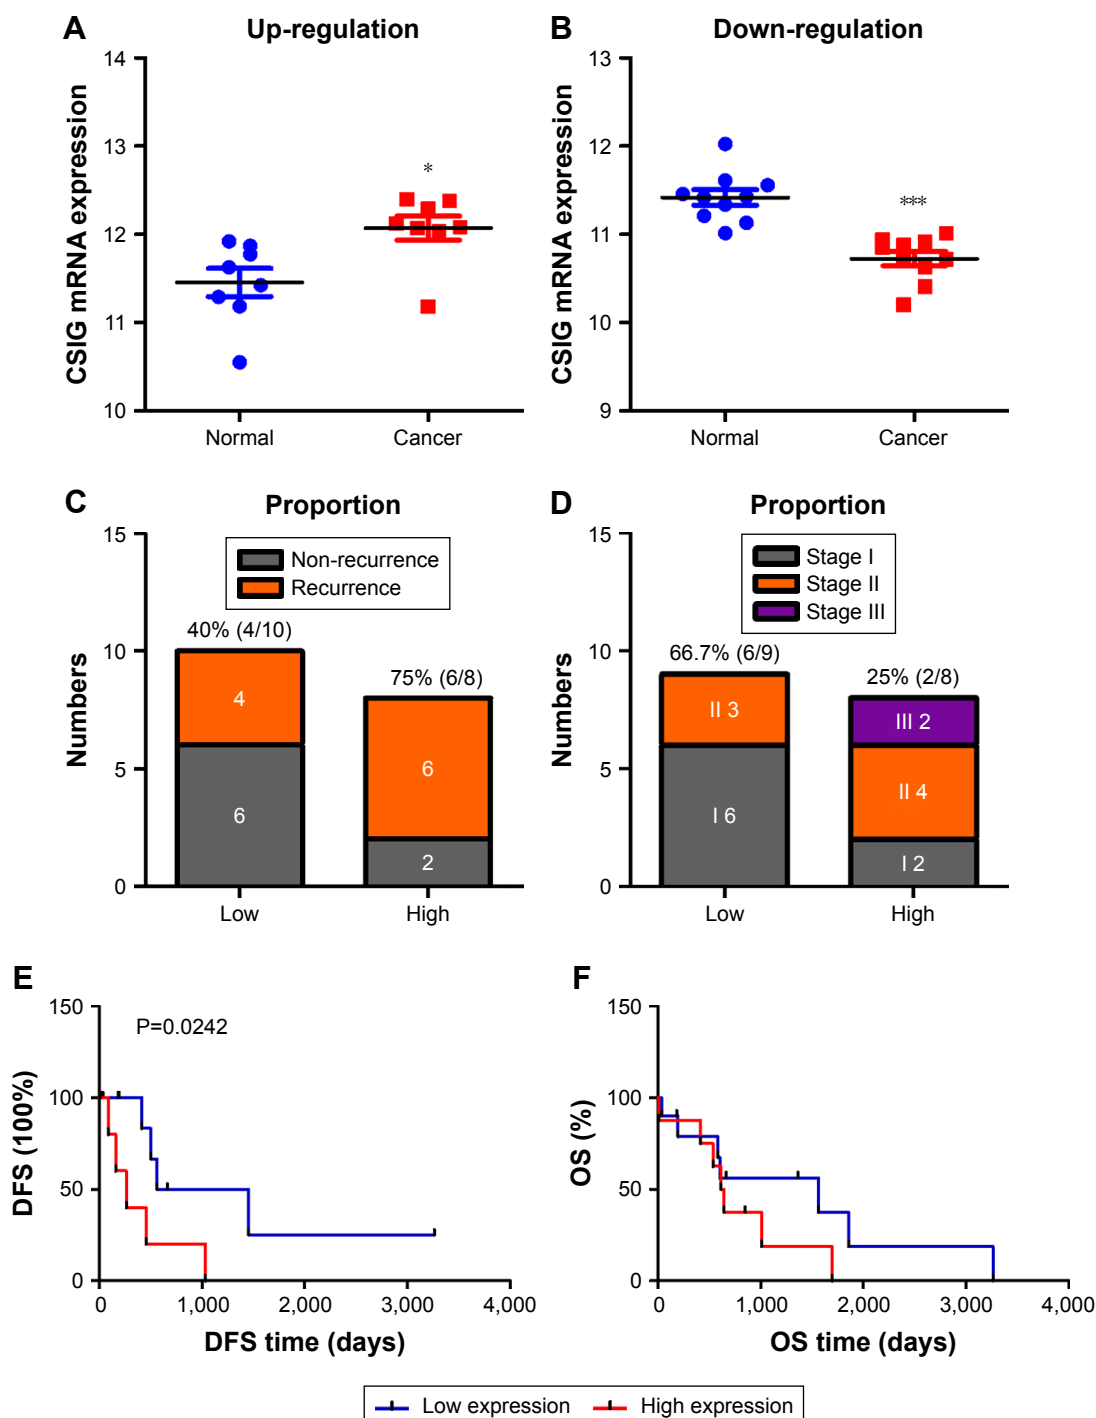 A
Up-regulation
CSIG mRNA expression
14
13
12
11
10
*
Normal
Cancer
B
Down-regulation
CSIG mRNA expression
13
12
11
10
9
***
Normal
Cancer
C
Proportion
Numbers
15
10
5
0
Non-recurrence
Recurrence
40% (4/10)
75% (6/8)
4
6
6
2
Low
High
D
Proportion
Numbers
15
10
5
0
Stage I
Stage II
Stage III
66.7% (6/9)
25% (2/8)
II 3
I 6
III 2
II 4
I 2
Low
High
E
DFS (100%)
150
100
50
0
P=0.0242
0
1,000
2,000
3,000
4,000
DFS time (days)
F
OS (%)
150
100
50
0
0
1,000
2,000
3,000
4,000
OS time (days)
Low expression
High expression